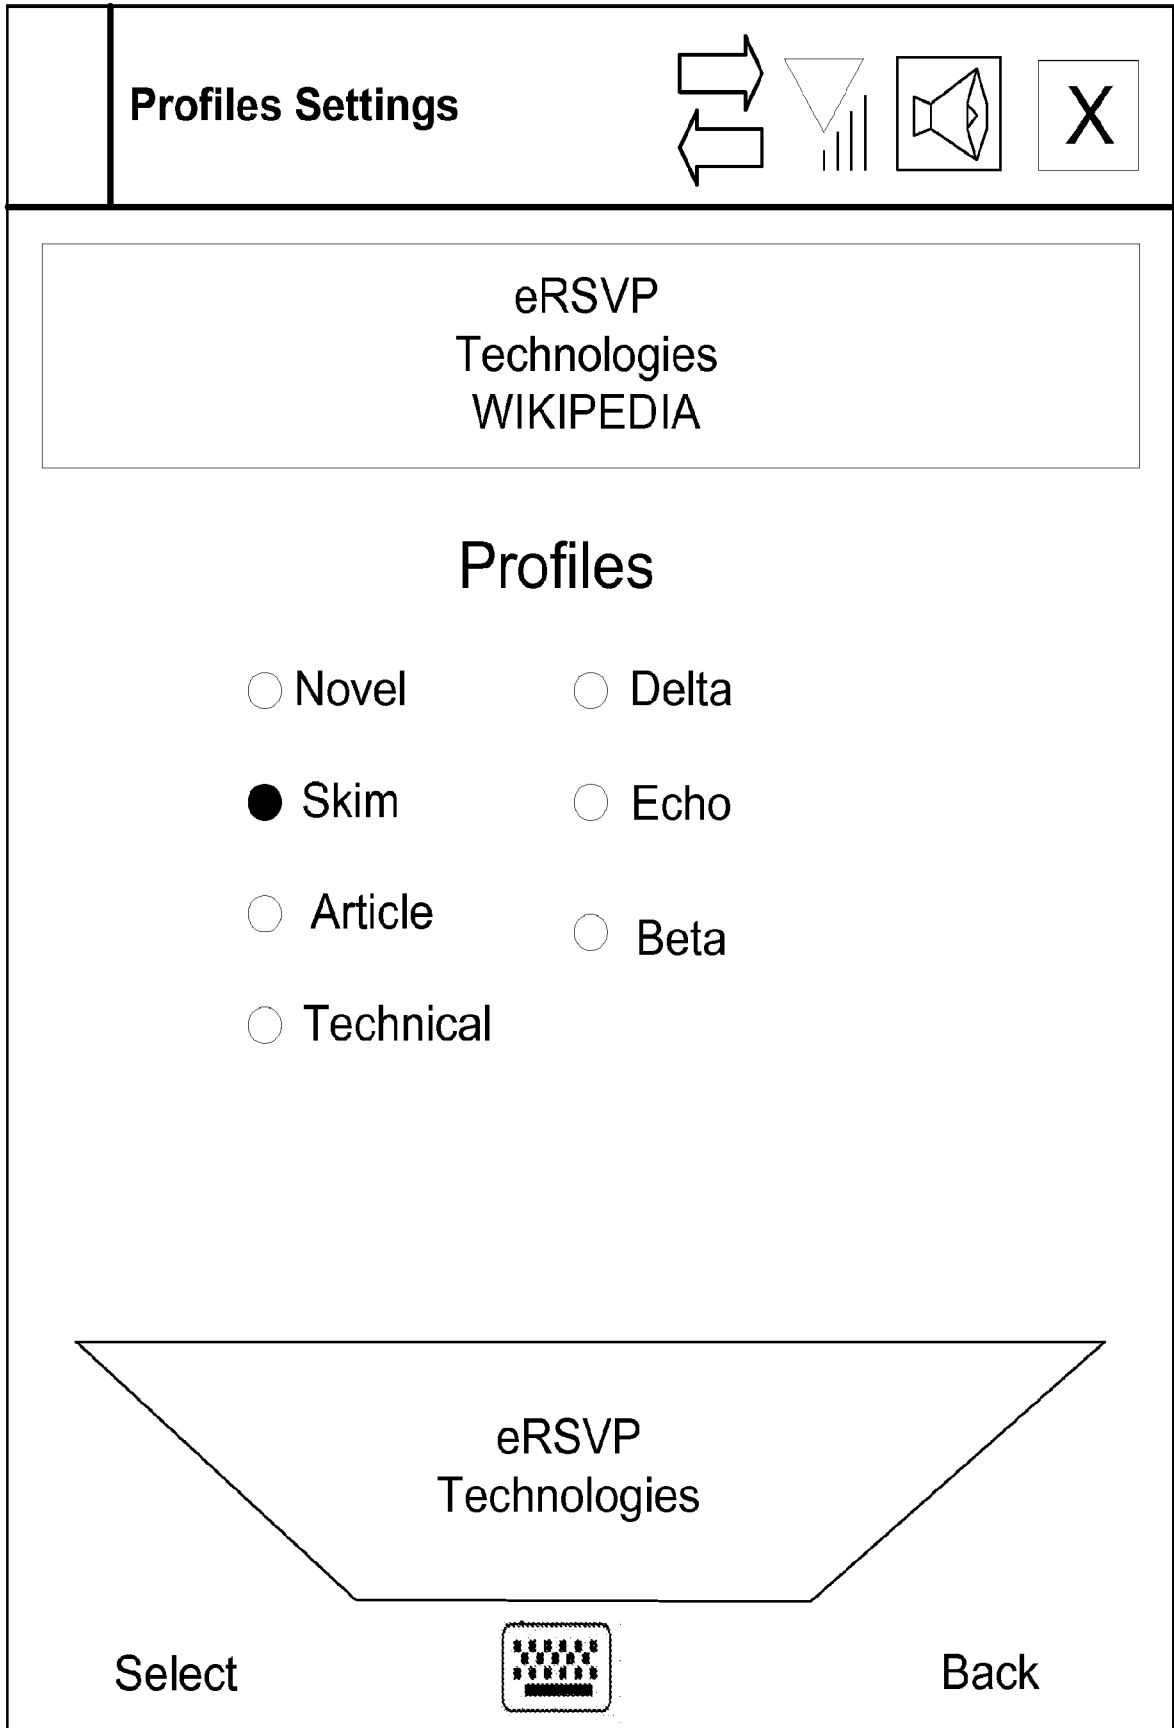 Profiles Settings
X
eRSVP
Technologies
WIKIPEDIA
Profiles
Novel
Delta
Skim
Echo
Article
Beta
Technical
eRSVP
Technologies
Select
Back